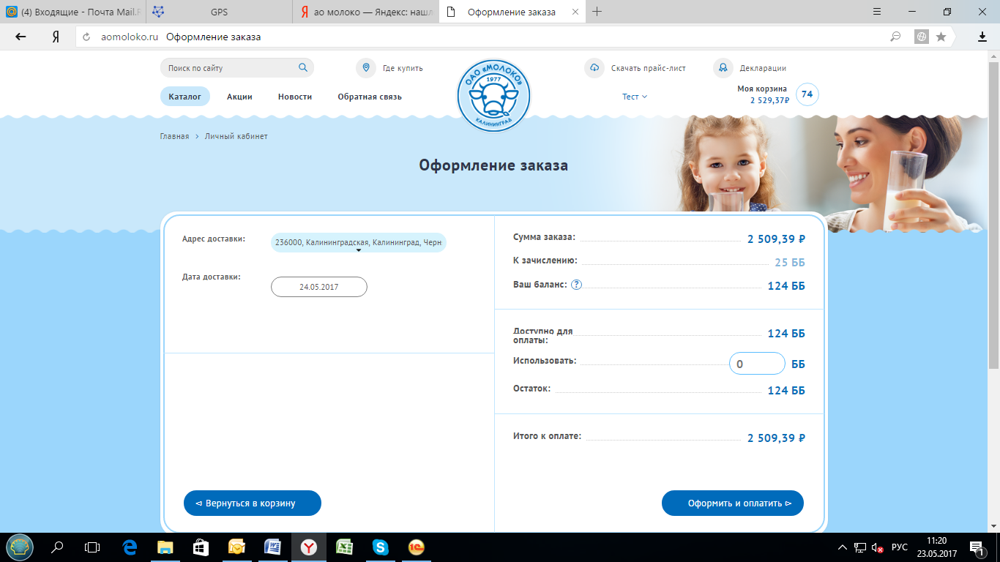 (4) Входящие - Почта Mail.R
GPS
ао молоко — Яндекс: нашл
Оформление заказа
aomoloko.ru Оформление заказа
Поиск по сайту
Где купить
Скачать прайс-лист
Декларации
Каталог
Акции
Новости
Обратная связь
ОАО «МОЛОКО»
1977
КАЛИНИНГРАД
Тест
Моя корзина
2 529,37₽
74
Главная > Личный кабинет
Оформление заказа
Адрес доставки:
236000, Калининградская, Калининград, Черн
Дата доставки:
24.05.2017
Сумма заказа: 2 509,39 ₽
К зачислению: 25 ББ
Ваш баланс: ? 124 ББ
Доступно для
оплаты: 124 ББ
Использовать: 0 ББ
Остаток: 124 ББ
Итого к оплате: 2 509,39 ₽
Вернуться в корзину
Оформить и оплатить
РУС
11:20
23.05.2017
1